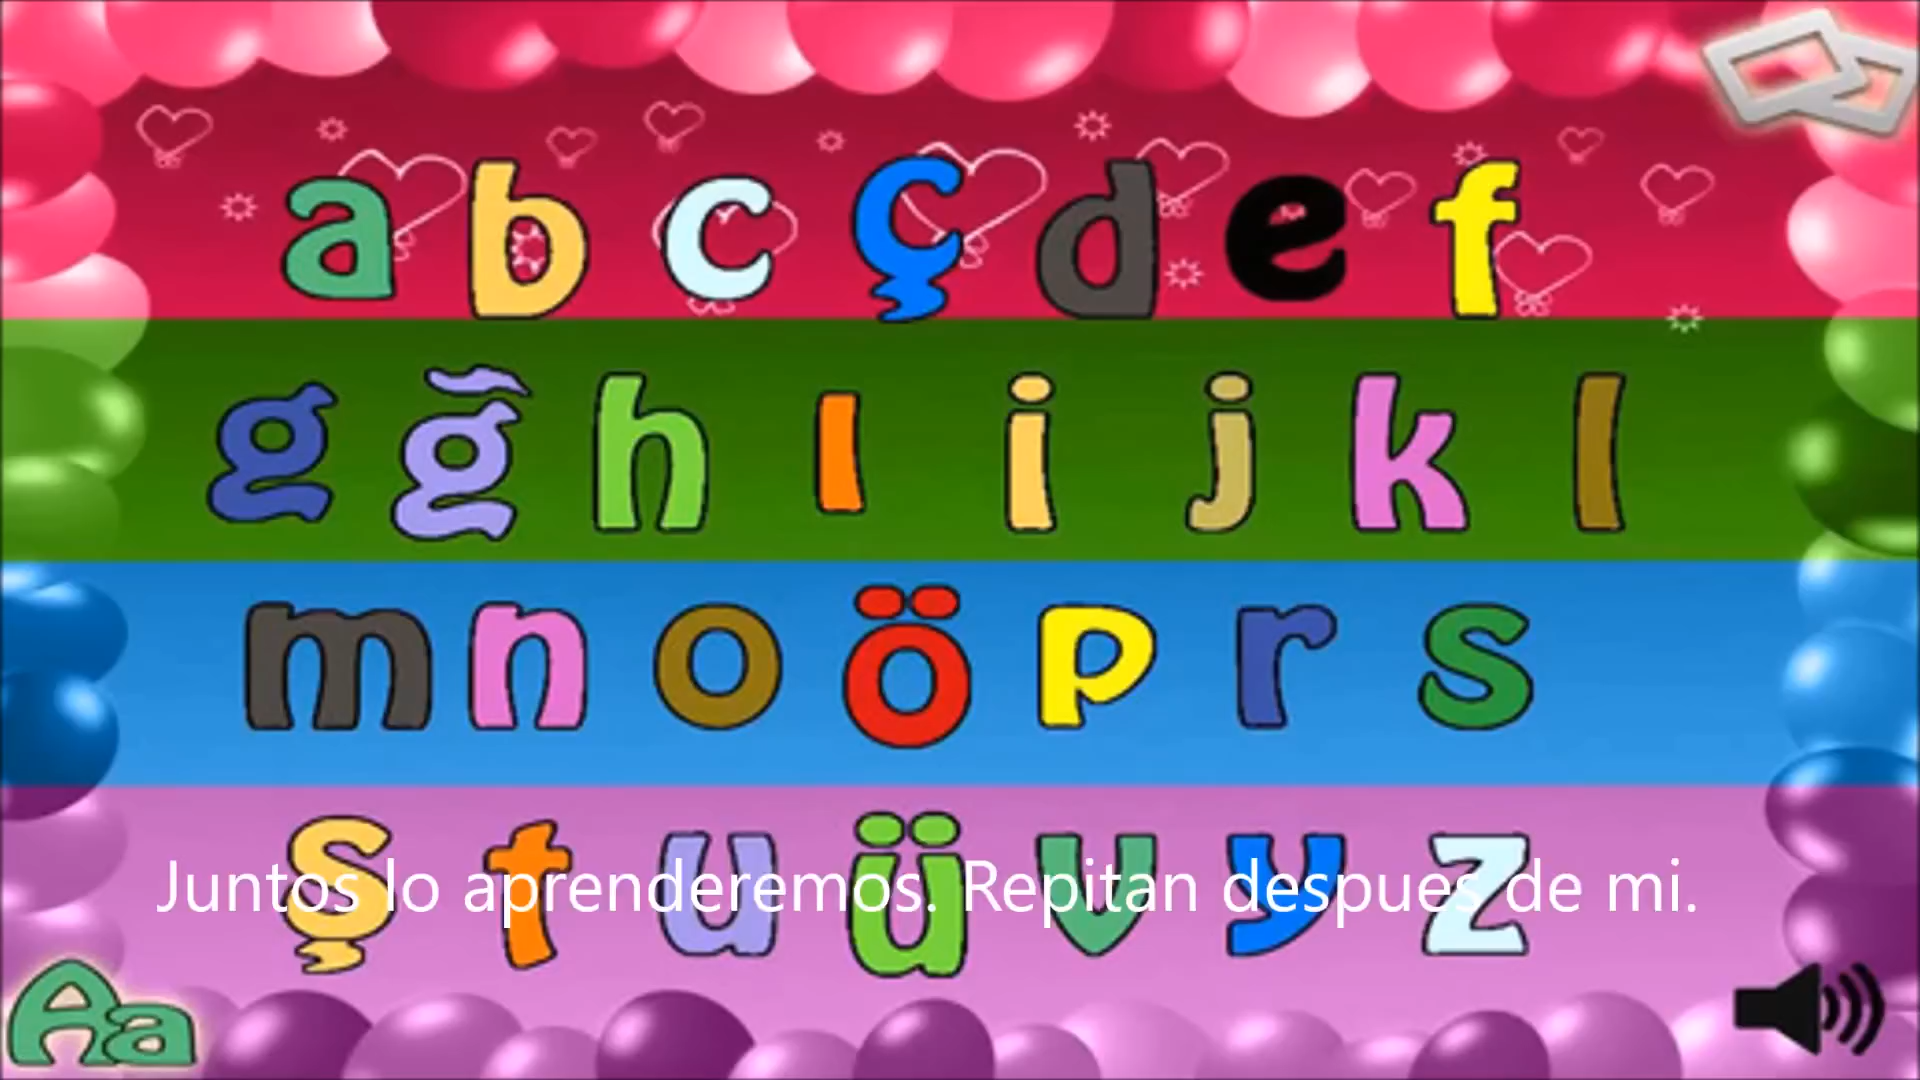 a b c ç d e f
g ğ h ı i j k l
m n o ö p r s
ş t u ü v y z
Juntos lo aprenderemos. Repitan despues de mi.
Aa